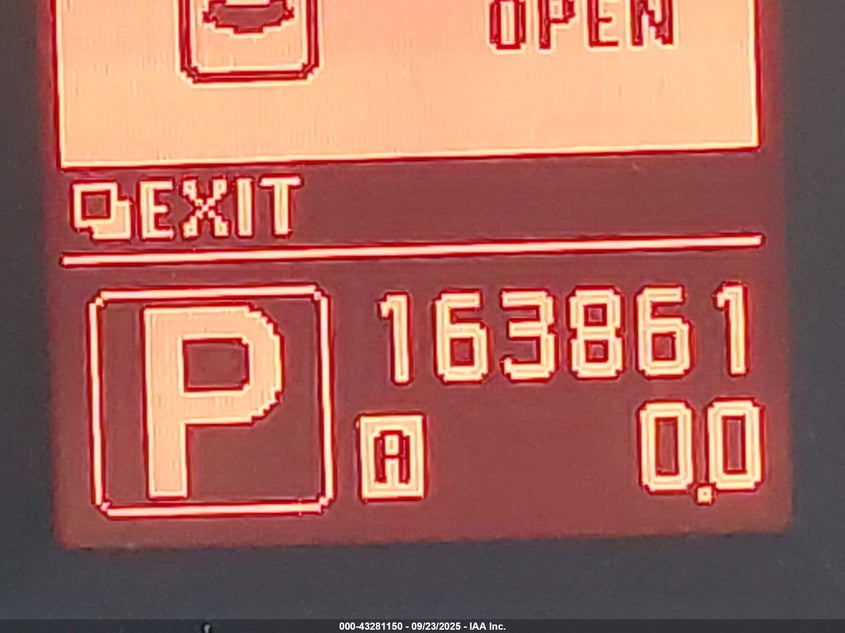 OPEN
EXIT
P 163861
A 0.0
000-43281150 - 09/23/2025 - IAA Inc.